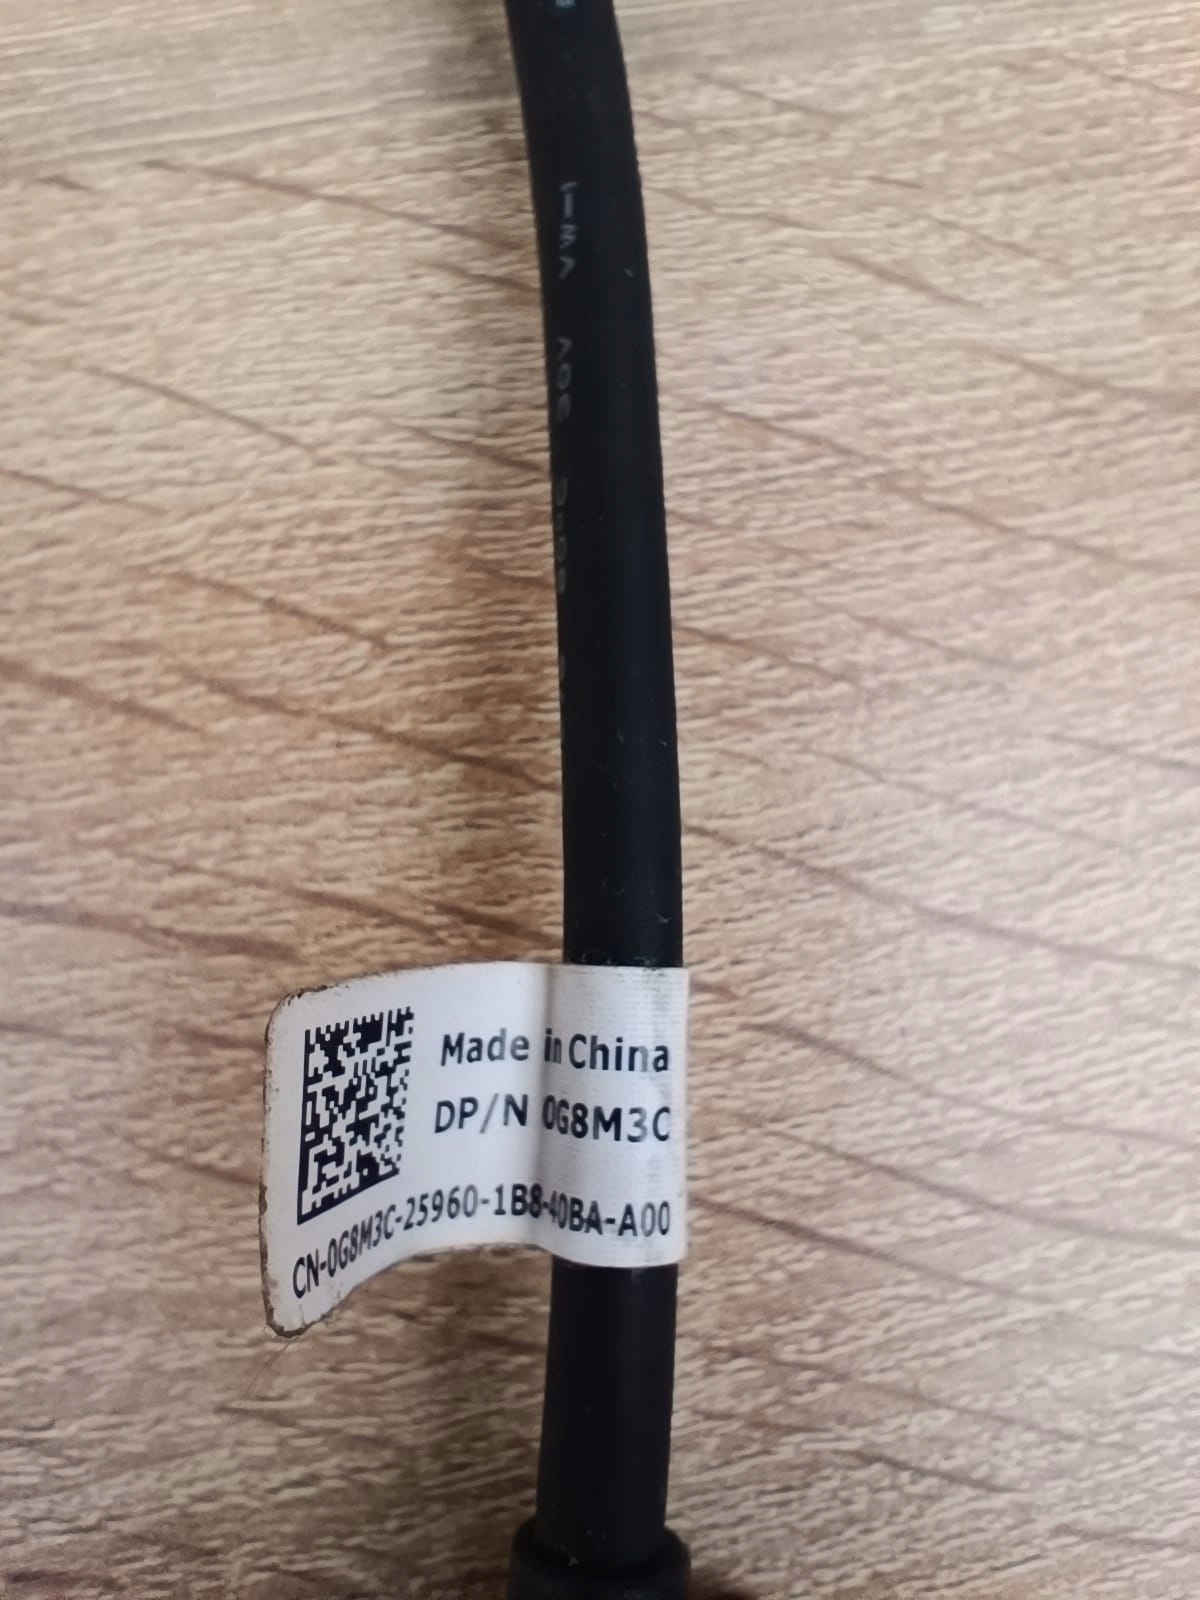 Made in China
DP/N 0G8M3C
CN-0G8M3C-25960-1B8-40BA-A00